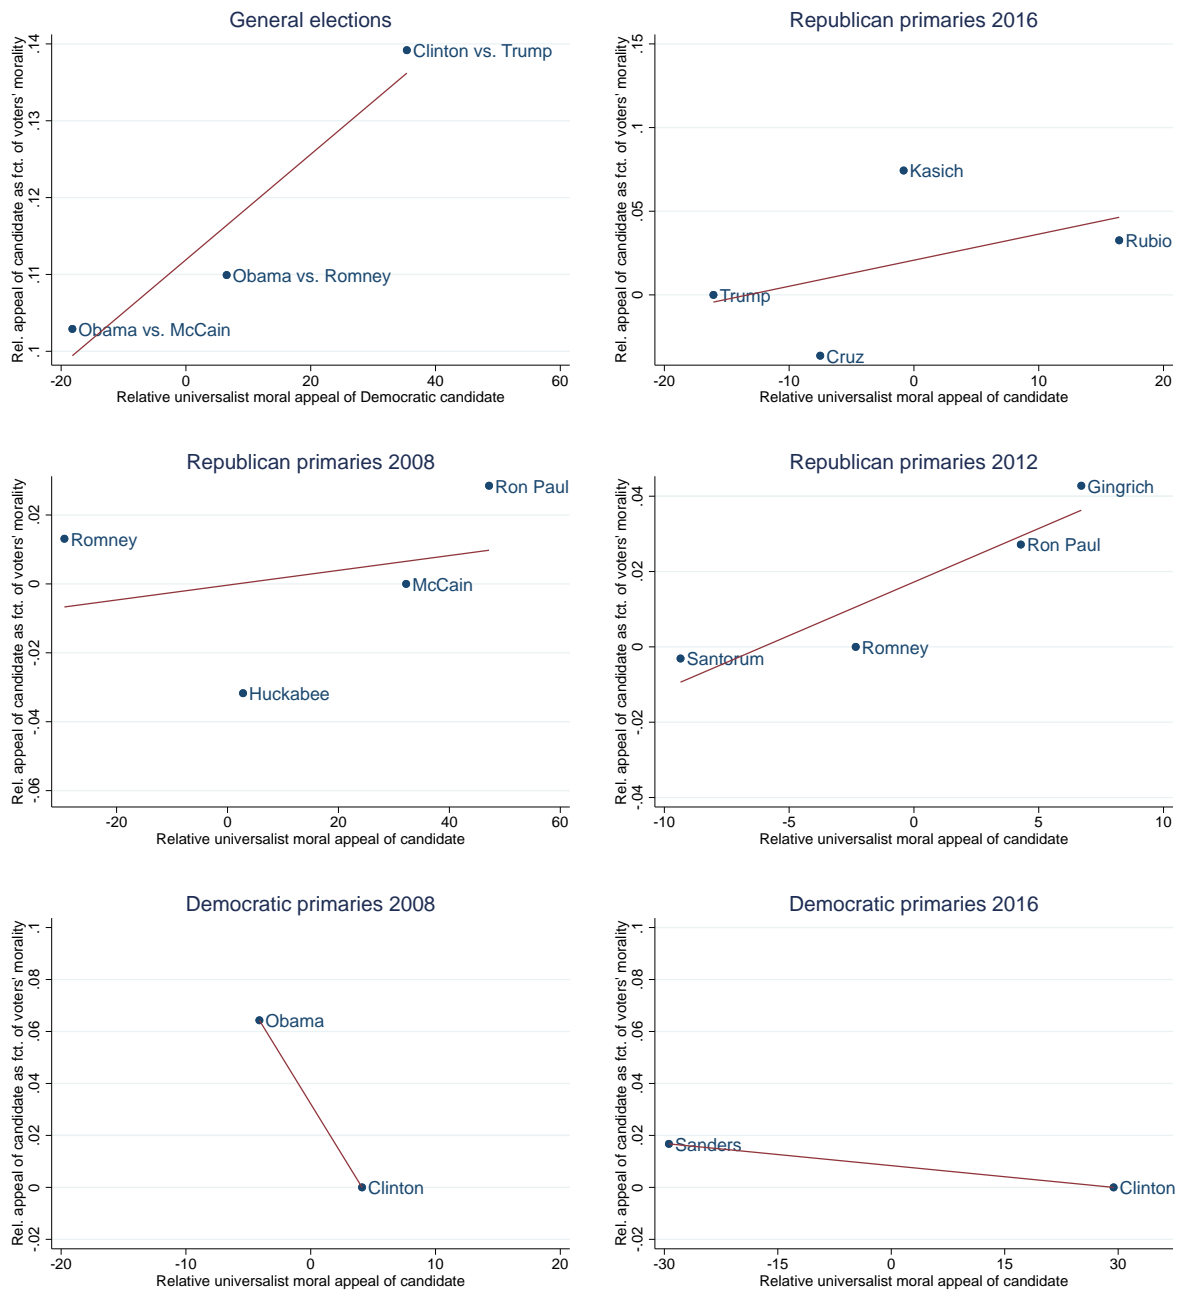 General elections
Rel. appeal of candidate as fct. of voters' morality
.14
.13
.12
.11
.1
Clinton vs. Trump
Obama vs. Romney
Obama vs. McCain
-20 0 20 40 60
Relative universalist moral appeal of Democratic candidate
Republican primaries 2016
Rel. appeal of candidate as fct. of voters' morality
.15
.1
.05
0
Kasich
Rubio
Trump
Cruz
-20 -10 0 10 20
Relative universalist moral appeal of candidate
Republican primaries 2008
Rel. appeal of candidate as fct. of voters' morality
.02
0
-.02
-.04
-.06
Ron Paul
Romney
McCain
Huckabee
-20 0 20 40 60
Relative universalist moral appeal of candidate
Republican primaries 2012
Rel. appeal of candidate as fct. of voters' morality
.04
.02
0
-.02
-.04
Gingrich
Ron Paul
Romney
Santorum
-10 -5 0 5 10
Relative universalist moral appeal of candidate
Democratic primaries 2008
Rel. appeal of candidate as fct. of voters' morality
.1
.08
.06
.04
.02
0
-.02
Obama
Clinton
-20 -10 0 10 20
Relative universalist moral appeal of candidate
Democratic primaries 2016
Rel. appeal of candidate as fct. of voters' morality
.1
.08
.06
.04
.02
0
-.02
Sanders
Clinton
-30 -15 0 15 30
Relative universalist moral appeal of candidate